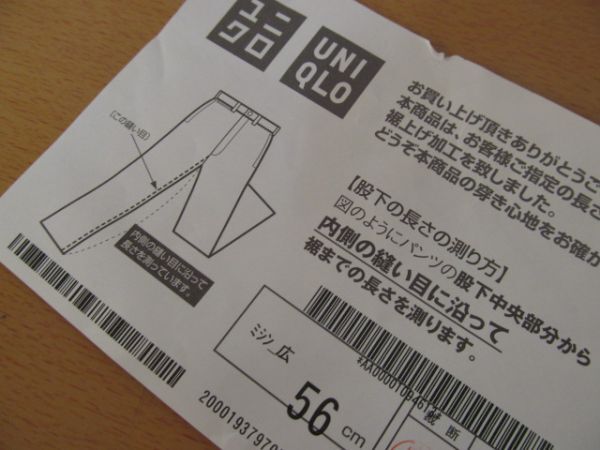 ユニ
クロ
UNI
QLO
お買い上げ頂きありがとうご
本商品は、お客様ご指定の長さ
裾上げ加工を致しました。
どうぞ本商品の穿き心地をお確か
(この縫い目)
内側の縫い目に沿って
長さを測っています。
【股下の長さの測り方】
図のようにパンツの股下中央部分から
内側の縫い目に沿って
裾までの長さを測ります。
*AA000010B461
ミシン_広
56 cm
裁断
2000193797